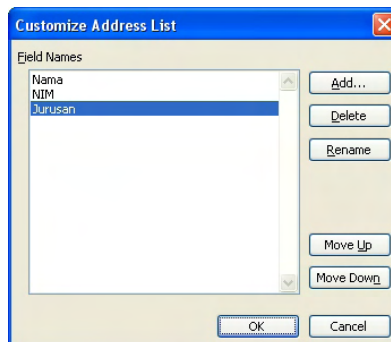 Customize Address List
Field Names
Nama
NIM
Jurusan
Add...
Delete
Rename
Move Up
Move Down
OK
Cancel